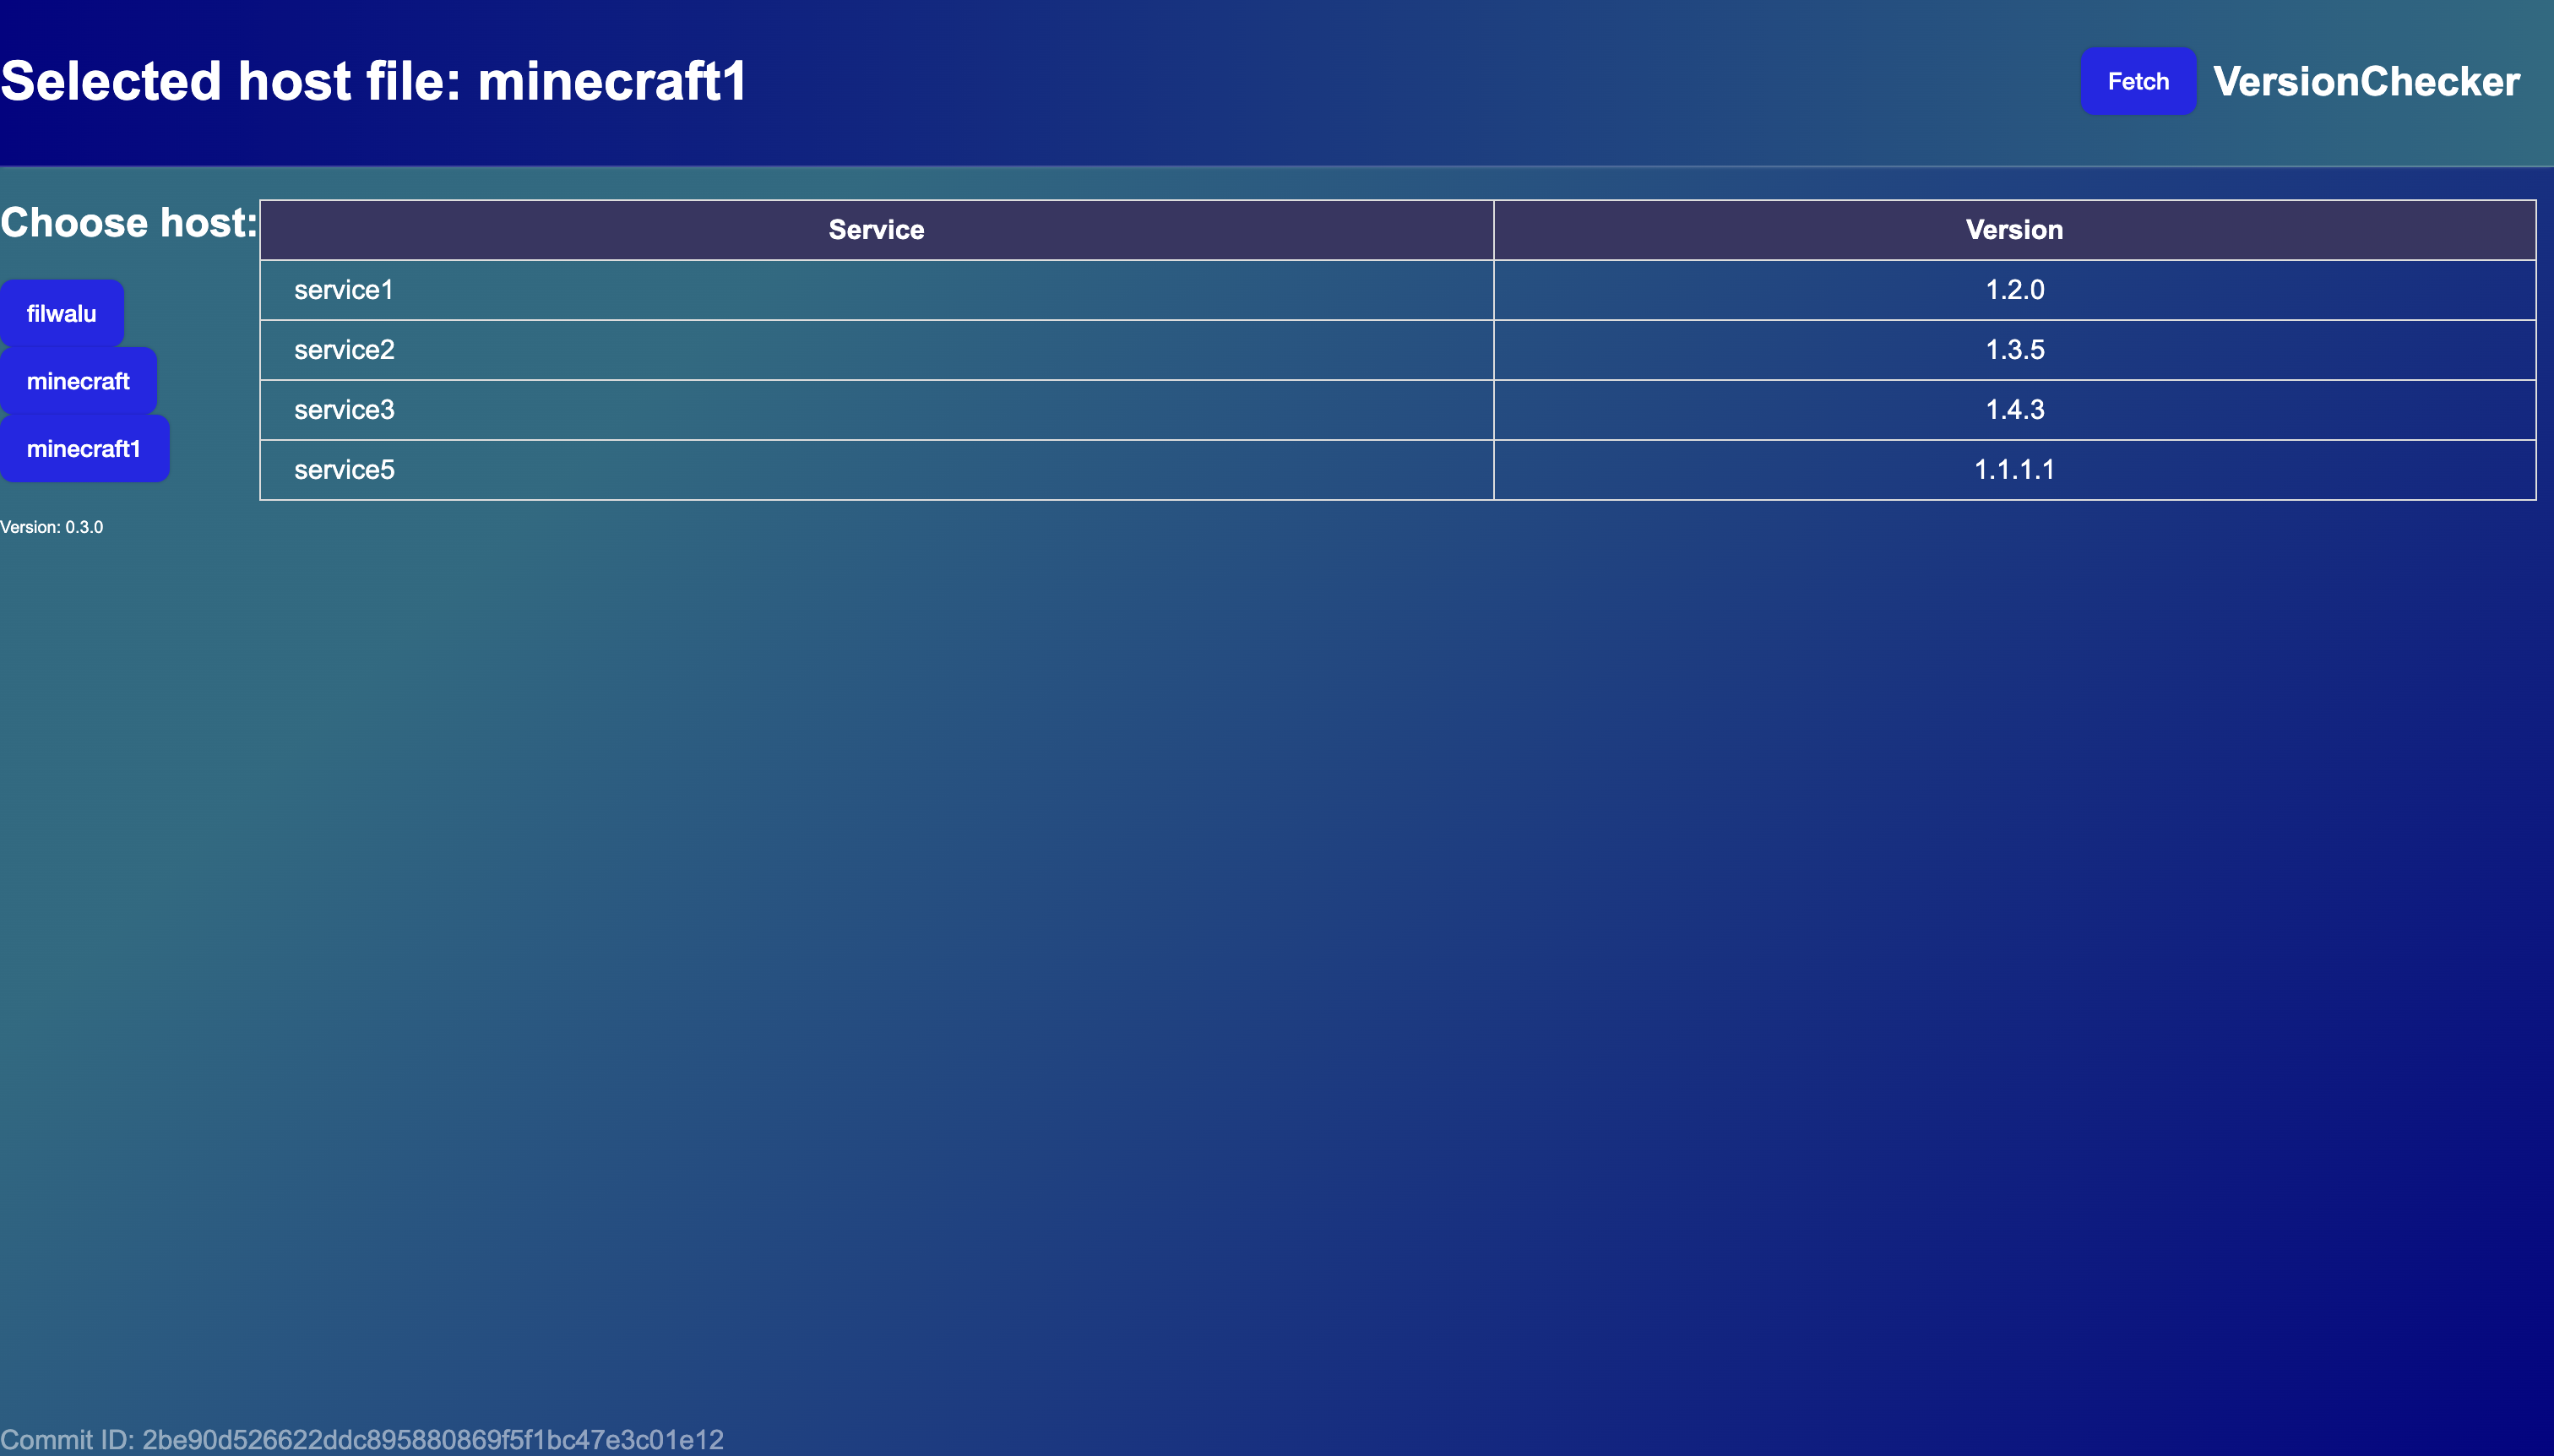 Selected host file: minecraft1
Fetch
VersionChecker
Choose host:
filwalu
minecraft
minecraft1
Service Version
service1 1.2.0
service2 1.3.5
service3 1.4.3
service5 1.1.1.1
Version: 0.3.0
Commit ID: 2be90d526622ddc895880869f5f1bc47e3c01e12